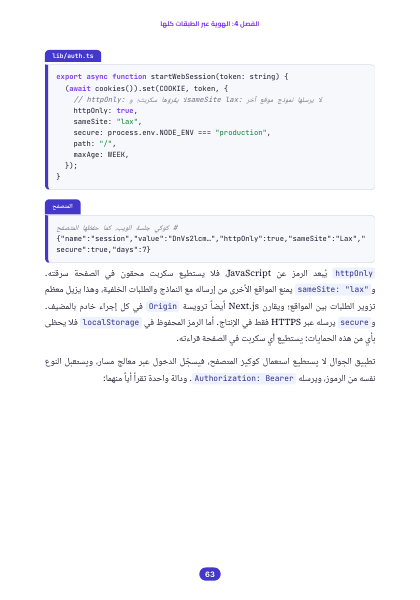 الفصل 4: الهوية عبر الطبقات كلها
lib/auth.ts
export async function startWebSession(token: string) {
(await cookies()).set(COOKIE, token, {
// httpOnly: لا يقرؤها سكربت؛ و sameSite lax: لا يرسلها نموذج موقع آخر
httpOnly: true,
sameSite: "lax",
secure: process.env.NODE_ENV === "production",
path: "/",
maxAge: WEEK,
});
}
المتصفح
# كوكي جلسة الويب، كما حفظها المتصفح
{"name":"session","value":"DnVs2lcm…","httpOnly":true,"sameSite":"Lax","
secure":true,"days":7}
httpOnly يُبعد الرمز عن JavaScript، فلا يستطيع سكربت محقون في الصفحة سرقته.
و sameSite: "lax" يمنع المواقع الأخرى من إرساله مع النماذج والطلبات الخلفية، وهذا يزيل معظم
تزوير الطلبات بين المواقع؛ ويقارن Next.js أيضاً ترويسة Origin في كل إجراء خادم بالمضيف.
و secure يرسله عبر HTTPS فقط في الإنتاج. أما الرمز المحفوظ في localStorage فلا يحظى
بأي من هذه الحمايات: يستطيع أي سكربت في الصفحة قراءته.
تطبيق الجوال لا يستطيع استعمال كوكيز المتصفح، فيسجّل الدخول عبر معالج مسار، ويستقبل النوع
نفسه من الرموز، ويرسله Authorization: Bearer. ودالة واحدة تقرأ أياً منهما:
63